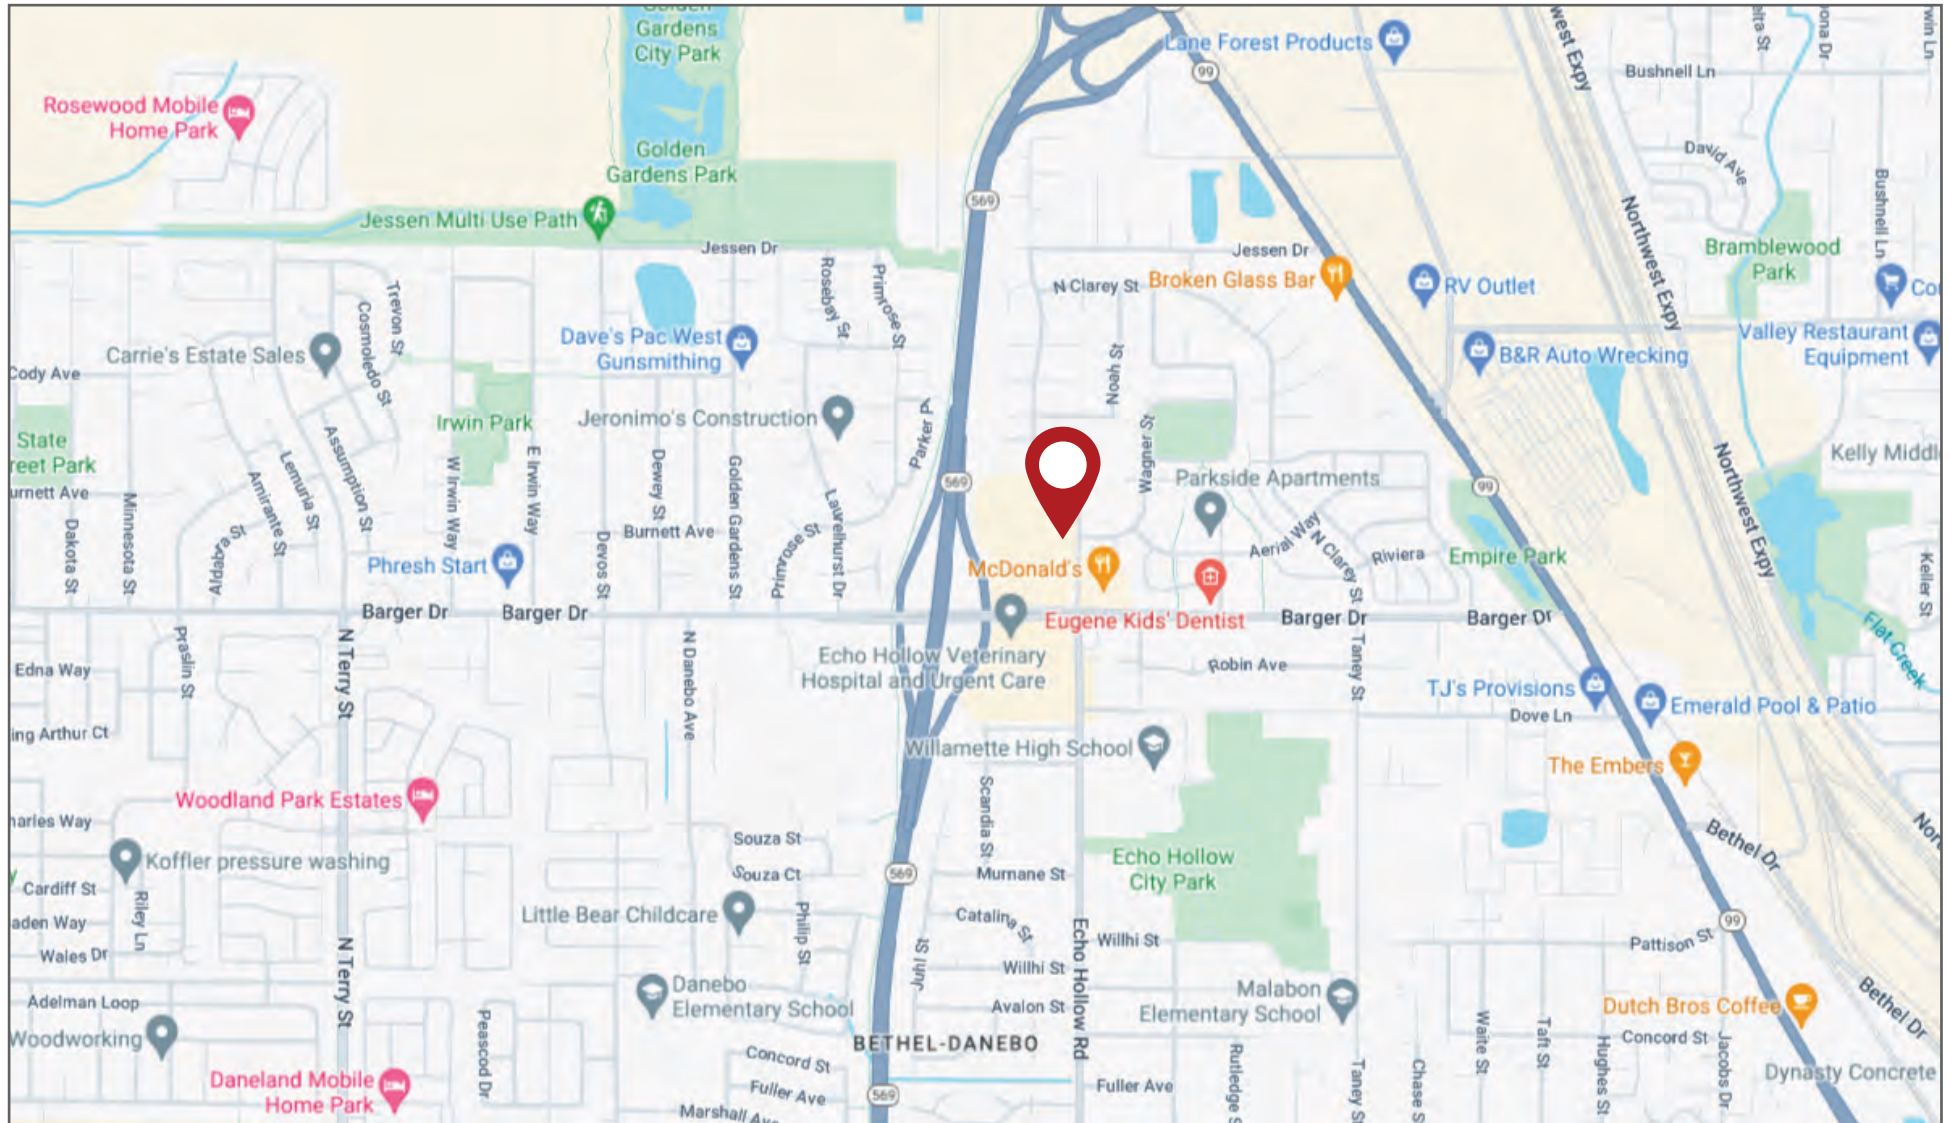 Golden
Gardens
City Park
Lane Forest Products
99
west Expy
Bushnell Ln
Rosewood Mobile
Home Park
Golden
Gardens Park
David Ave
Bushnell Ln
569
Jessen Multi Use Path
Jessen Dr
Jessen Dr
Northwest Expy
Bramblewood
Park
N Clarey St
Broken Glass Bar
RV Outlet
Trevon St
Cosmoledo St
Rosebay St
Primrose St
Dave's Pac West
Gunsmithing
Carrie's Estate Sales
Noah St
B&R Auto Wrecking
Valley Restaurant
Equipment
Cody Ave
Irwin Park
Jeronimo's Construction
Parker Pl
Wagner St
State
reet Park
Kelly Middl
Assumption St
Lemuria St
Amirante St
W Irwin Way
E Irwin Way
Dewey St
Golden Gardens St
Lawrelhurst Dr
569
Parkside Apartments
99
Northwest Expy
urnett Ave
Dakota St
Minnesota St
Aldabra St
Burnett Ave
Primrose St
Devos St
Phresh Start
McDonald's
Aerial Way
N Clarey St
Riviera
Empire Park
Keller St
Barger Dr
Barger Dr
Eugene Kids' Dentist
Barger Dr
Barger Dr
Flat Creek
Praslin St
N Terry St
N Danebo Ave
Echo Hollow Veterinary
Hospital and Urgent Care
Robin Ave
Taney St
Edna Way
TJ's Provisions
Emerald Pool & Patio
Dove Ln
ing Arthur Ct
Willamette High School
The Embers
Woodland Park Estates
Scandia St
harles Way
Souza St
Bethel Dr
Koffler pressure washing
Echo Hollow
City Park
Souza Ct
569
Murnane St
Cardiff St
Riley Ln
Little Bear Childcare
Philip St
Catalina St
Echo Hollow Rd
99
aden Way
Willhi St
Pattison St
Wales Dr
N Terry St
Juhl St
Willhi St
Danebo
Elementary School
Malabon
Elementary School
Adelman Loop
Avalon St
Dutch Bros Coffee
Bethel Dr
Woodworking
Peascod Dr
BETHEL-DANEBO
Waite St
Taft St
Hughes St
Concord St
Jacobs Dr
Concord St
Dynasty Concrete
Daneland Mobile
Home Park
Fuller Ave
569
Fuller Ave
Rutledge S
Taney St
Chase S
Marshall Av